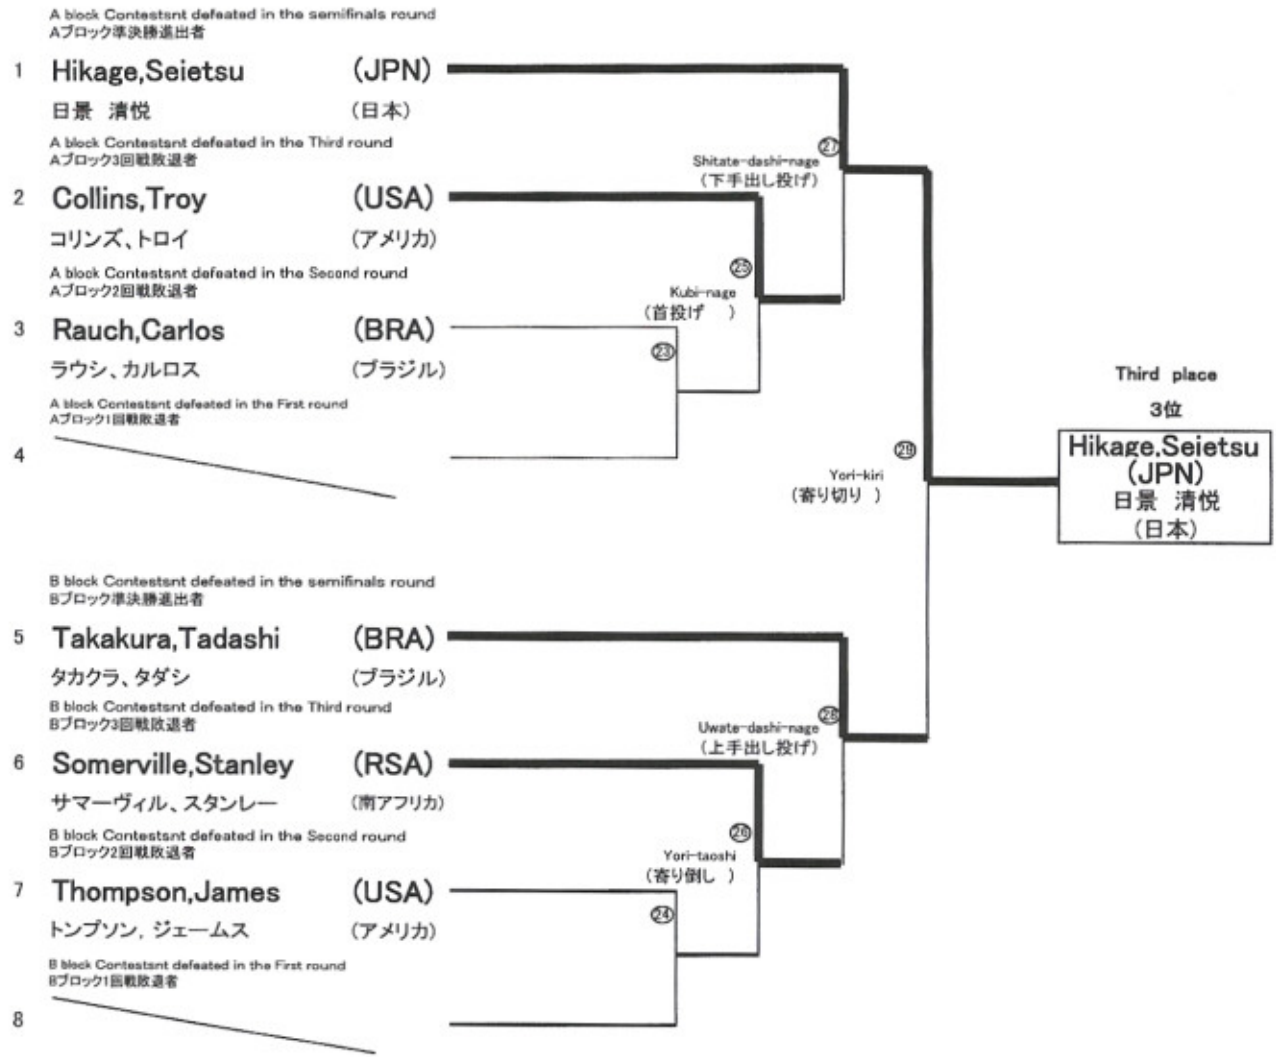 A block Contestsnt defeated in the semifinals round
Aブロック準決勝進出者
1 Hikage,Seietsu (JPN)
日景 清悦 (日本)
A block Contestsnt defeated in the Third round
Aブロック3回戦敗退者
㉗
Shitate-dashi-nage
(下手出し投げ)
2 Collins,Troy (USA)
コリンズ、トロイ (アメリカ)
A block Contestsnt defeated in the Second round
Aブロック2回戦敗退者
㉕
Kubi-nage
(首投げ )
3 Rauch,Carlos (BRA)
ラウシ、カルロス (ブラジル)
㉓
A block Contestsnt defeated in the First round
Aブロック1回戦敗退者
4
㉙
Yori-kiri
(寄り切り )
Third place
3位
Hikage,Seietsu
(JPN)
日景 清悦
(日本)
B block Contestsnt defeated in the semifinals round
Bブロック準決勝進出者
5 Takakura,Tadashi (BRA)
タカクラ、タダシ (ブラジル)
B block Contestsnt defeated in the Third round
Bブロック3回戦敗退者
㉘
Uwate-dashi-nage
(上手出し投げ)
6 Somerville,Stanley (RSA)
サマーヴィル、スタンレー (南アフリカ)
B block Contestsnt defeated in the Second round
Bブロック2回戦敗退者
㉖
Yori-taoshi
(寄り倒し )
7 Thompson,James (USA)
トンプソン, ジェームス (アメリカ)
㉔
B block Contestsnt defeated in the First round
Bブロック1回戦敗退者
8